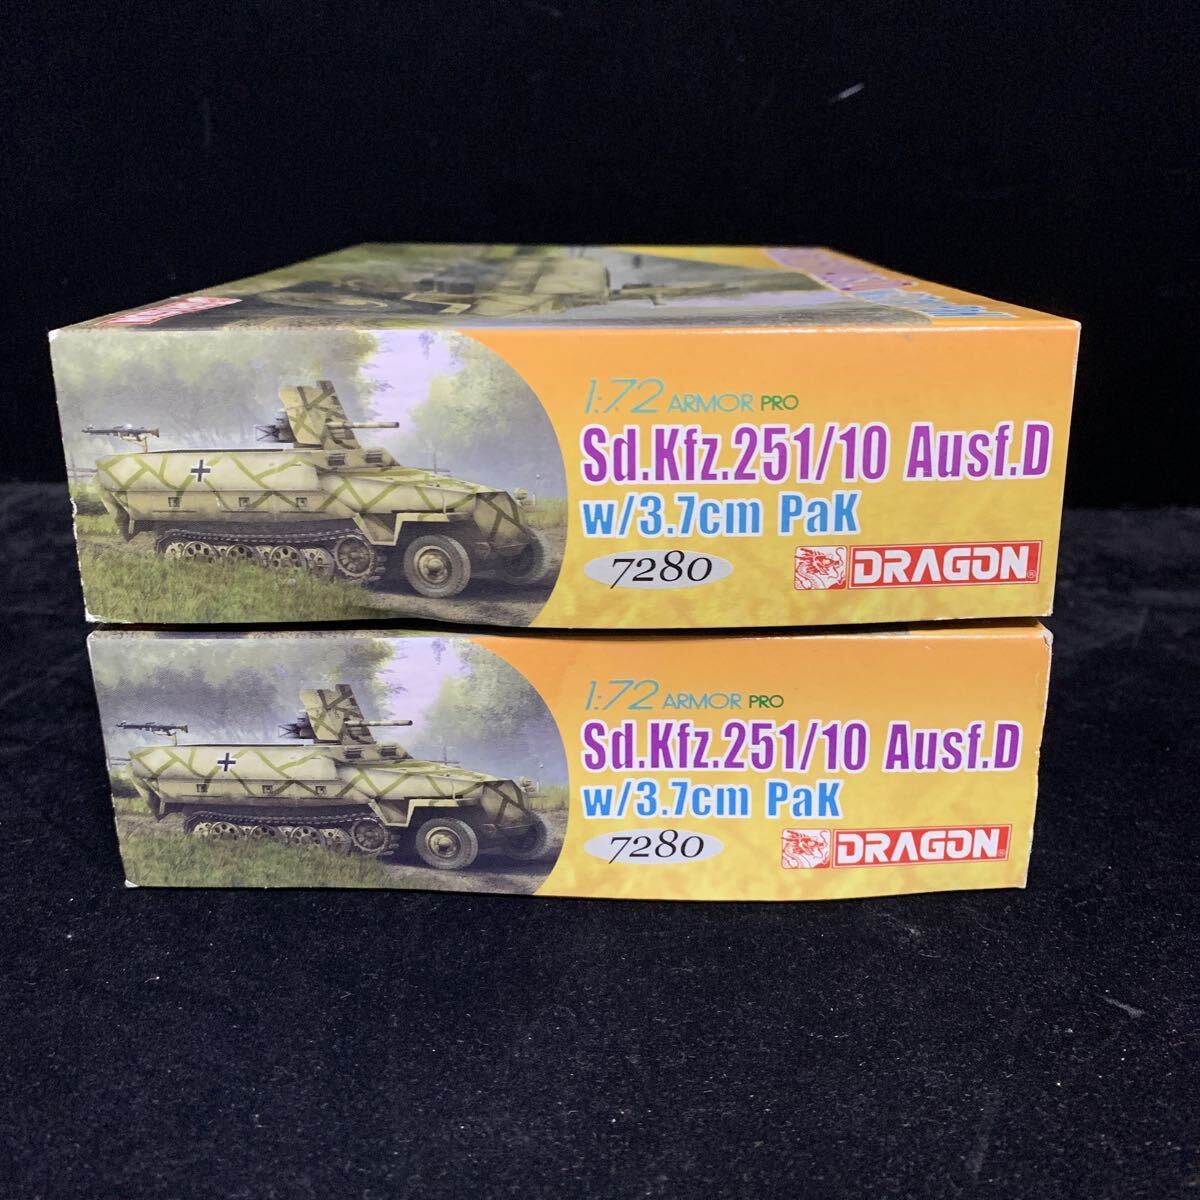 1:72 ARMOR PRO
Sd.Kfz.251/10 Ausf.D
w/3.7cm PaK
7280
DRAGON®
1:72 ARMOR PRO
Sd.Kfz.251/10 Ausf.D
w/3.7cm PaK
7280
DRAGON®